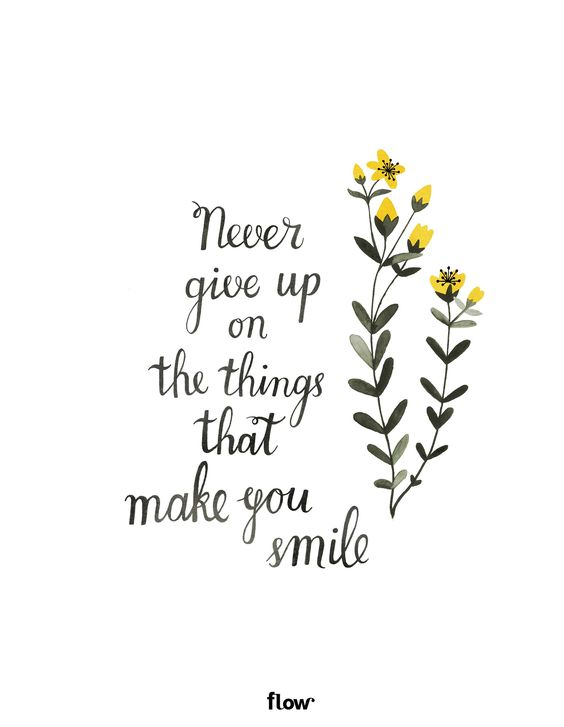 Never
give up
on
the things
that
make you
smile
flow